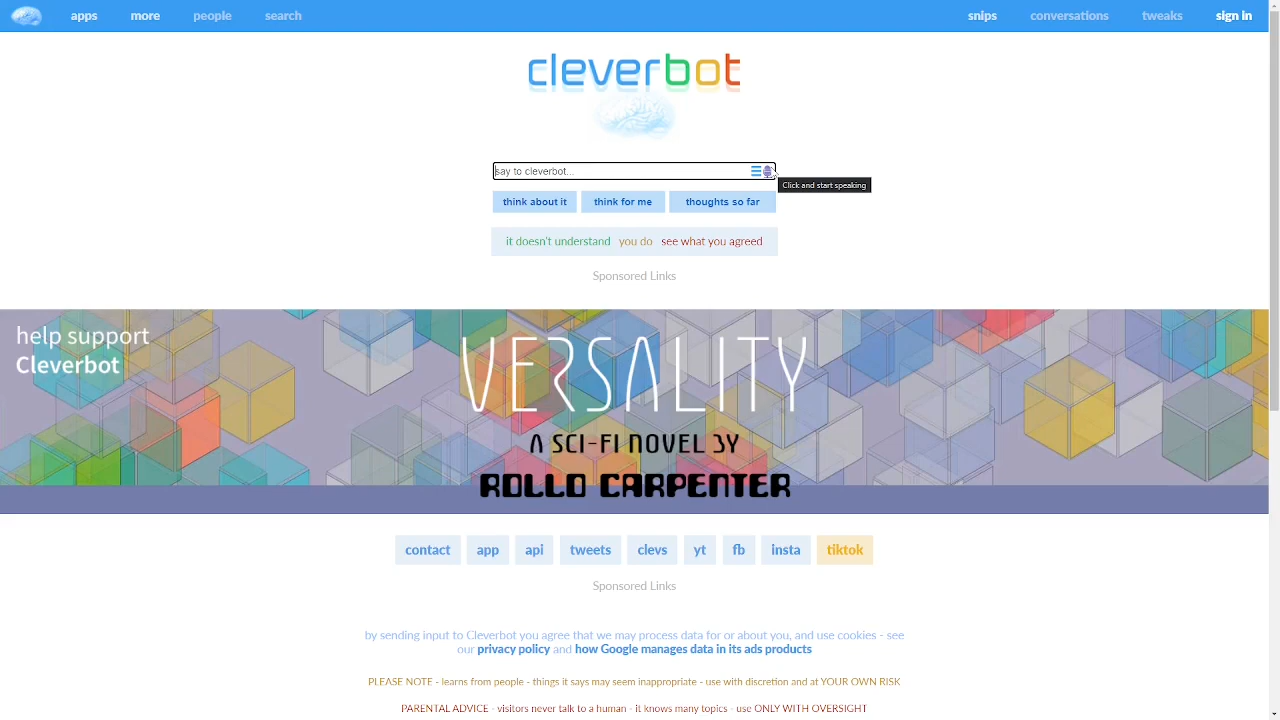 apps more people search snips conversations tweaks sign in
cleverbot
say to cleverbot...
Click and start speaking
think about it think for me thoughts so far
it doesn't understand you do see what you agreed
Sponsored Links
help support
Cleverbot
VERSALITY
A SCI-FI NOVEL BY
ROLLO CARPENTER
contact app api tweets clevs yt fb insta tiktok
Sponsored Links
by sending input to Cleverbot you agree that we may process data for or about you, and use cookies - see
our privacy policy and how Google manages data in its ads products
PLEASE NOTE - learns from people - things it says may seem inappropriate - use with discretion and at YOUR OWN RISK
PARENTAL ADVICE - visitors never talk to a human - it knows many topics - use ONLY WITH OVERSIGHT